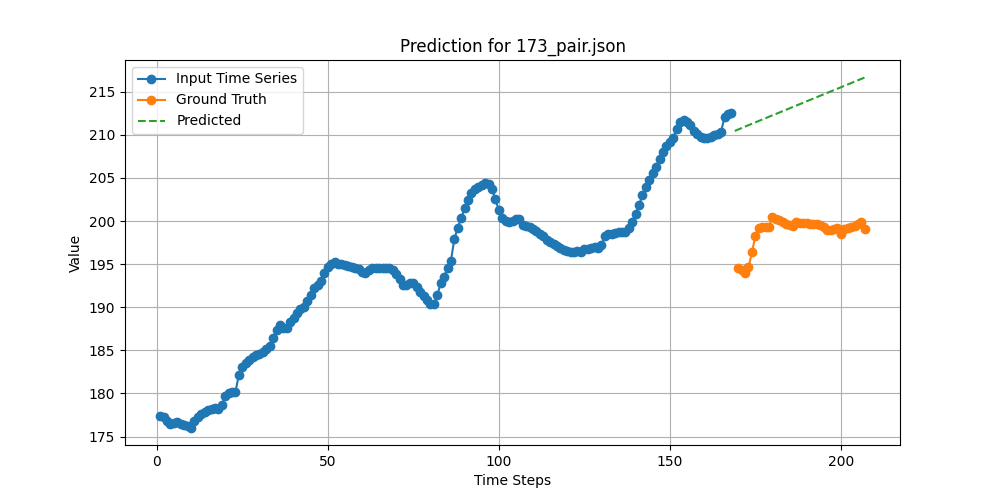 Prediction for 173_pair.json
Input Time Series
Ground Truth
Predicted
215
210
205
200
195
190
185
180
175
Value
0
50
100
150
200
Time Steps